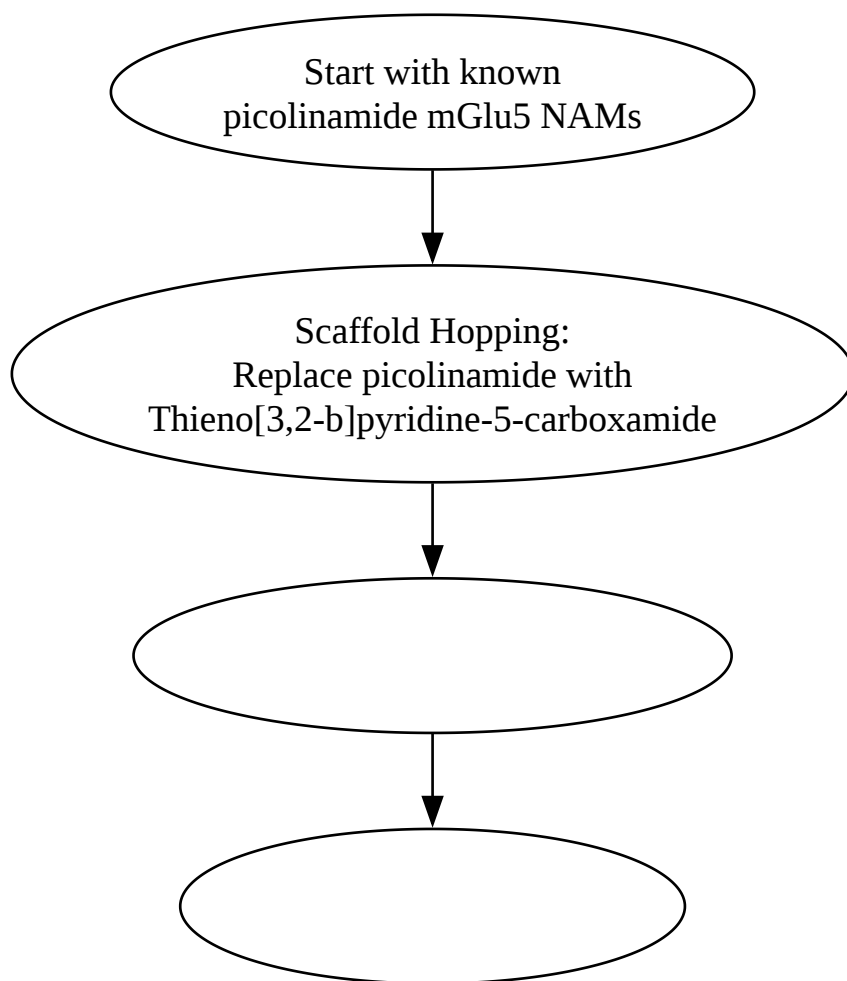 Start with known
picolinamide mGlu5 NAMs
Scaffold Hopping:
Replace picolinamide with
Thieno[3,2-b]pyridine-5-carboxamide